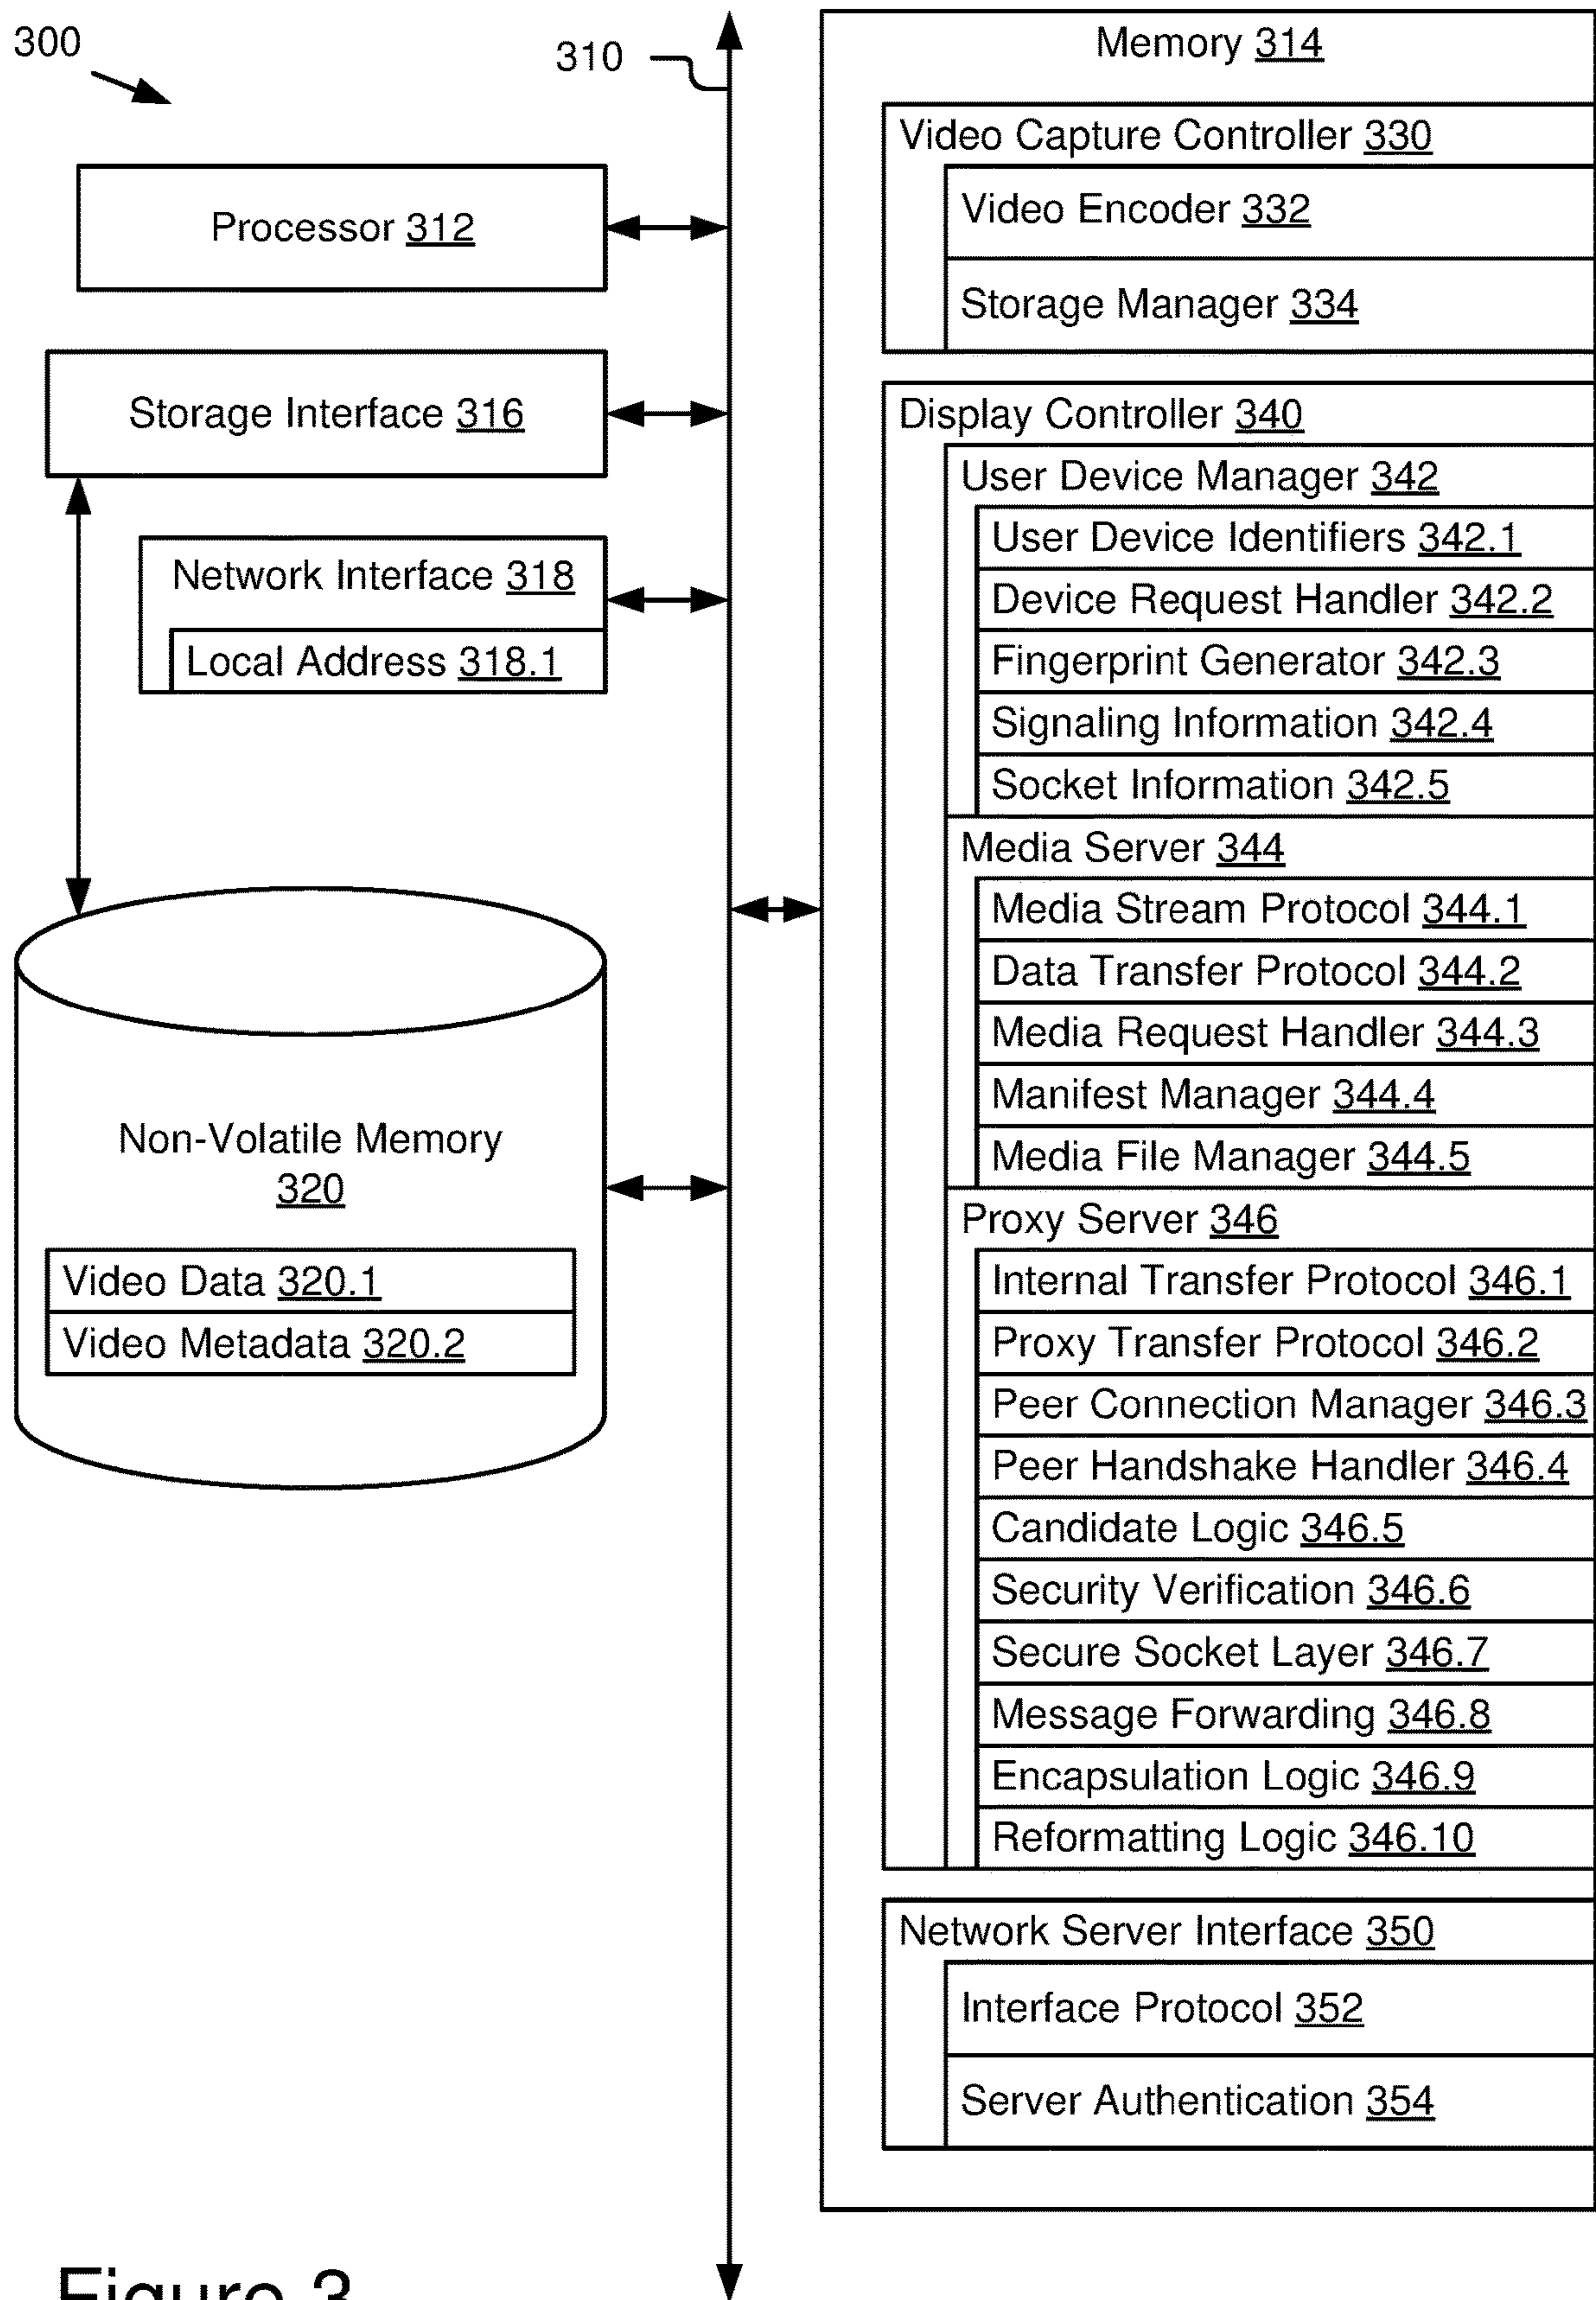 300
310
Processor 312
Storage Interface 316
Network Interface 318
Local Address 318.1
Non-Volatile Memory
320
Video Data 320.1
Video Metadata 320.2
Memory 314
Video Capture Controller 330
Video Encoder 332
Storage Manager 334
Display Controller 340
User Device Manager 342
User Device Identifiers 342.1
Device Request Handler 342.2
Fingerprint Generator 342.3
Signaling Information 342.4
Socket Information 342.5
Media Server 344
Media Stream Protocol 344.1
Data Transfer Protocol 344.2
Media Request Handler 344.3
Manifest Manager 344.4
Media File Manager 344.5
Proxy Server 346
Internal Transfer Protocol 346.1
Proxy Transfer Protocol 346.2
Peer Connection Manager 346.3
Peer Handshake Handler 346.4
Candidate Logic 346.5
Security Verification 346.6
Secure Socket Layer 346.7
Message Forwarding 346.8
Encapsulation Logic 346.9
Reformatting Logic 346.10
Network Server Interface 350
Interface Protocol 352
Server Authentication 354
Figure 3